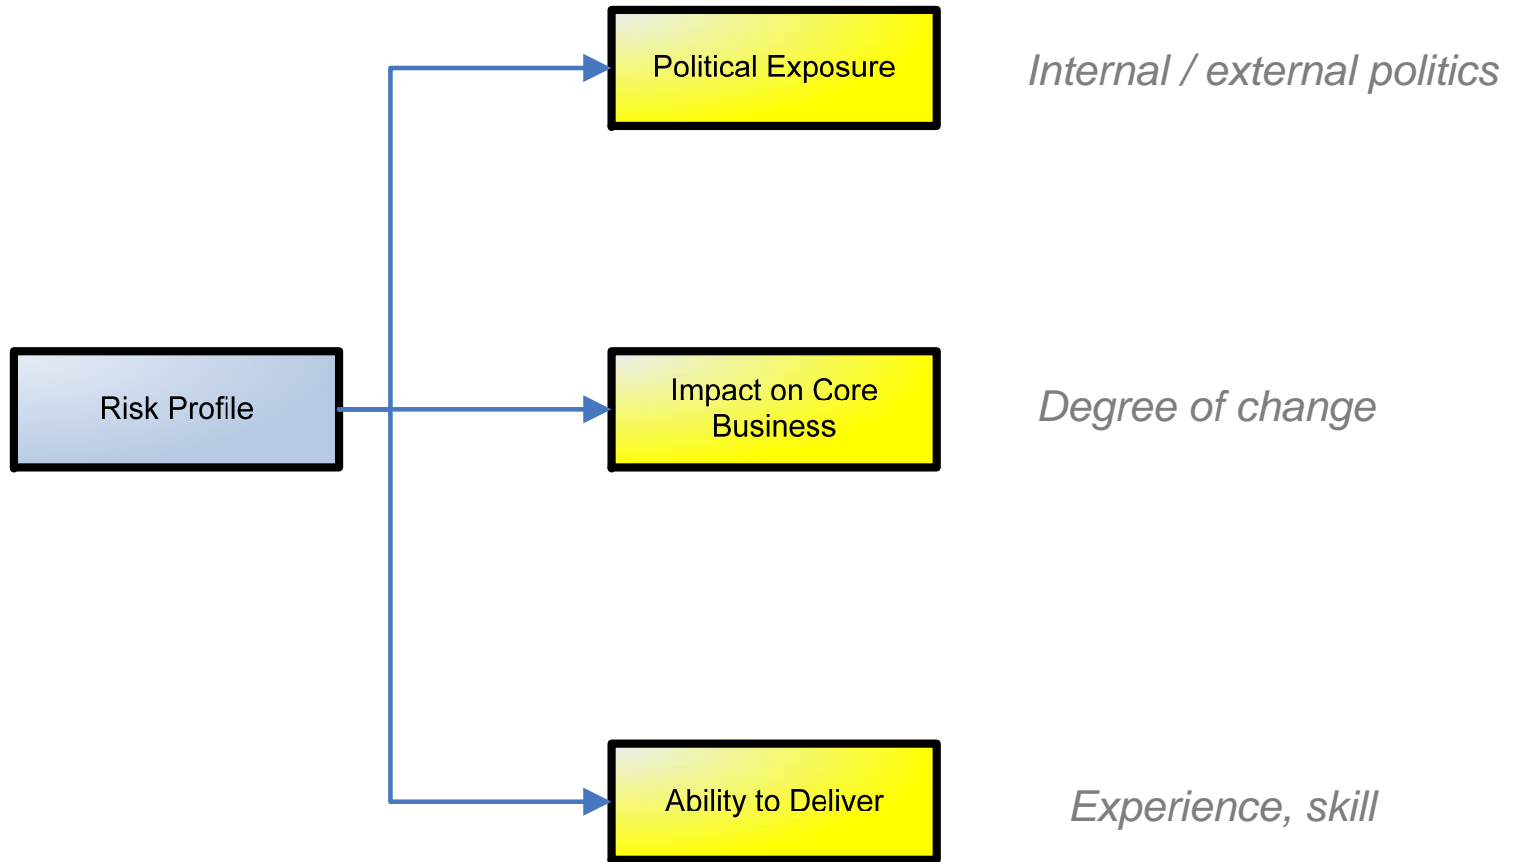 Political Exposure
Internal / external politics
Risk Profile
Impact on Core
Business
Degree of change
Ability to Deliver
Experience, skill